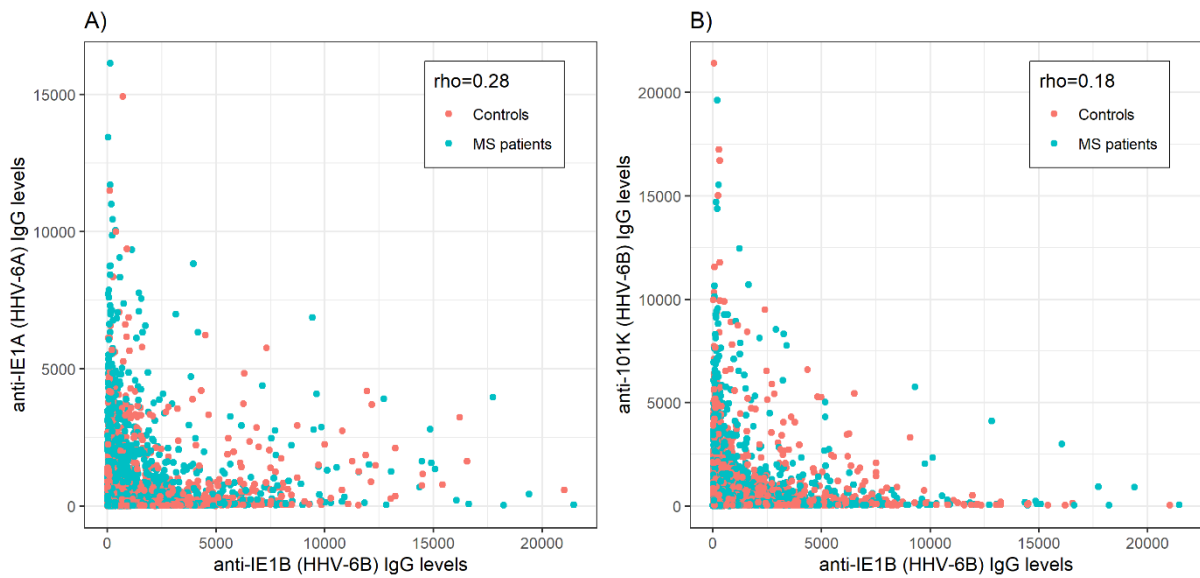 A)
rho=0.28
Controls
MS patients
15000
10000
5000
0
anti-IE1A (HHV-6A) IgG levels
0 5000 10000 15000 20000
anti-IE1B (HHV-6B) IgG levels
B)
rho=0.18
Controls
MS patients
20000
15000
10000
5000
0
anti-101K (HHV-6B) IgG levels
0 5000 10000 15000 20000
anti-IE1B (HHV-6B) IgG levels